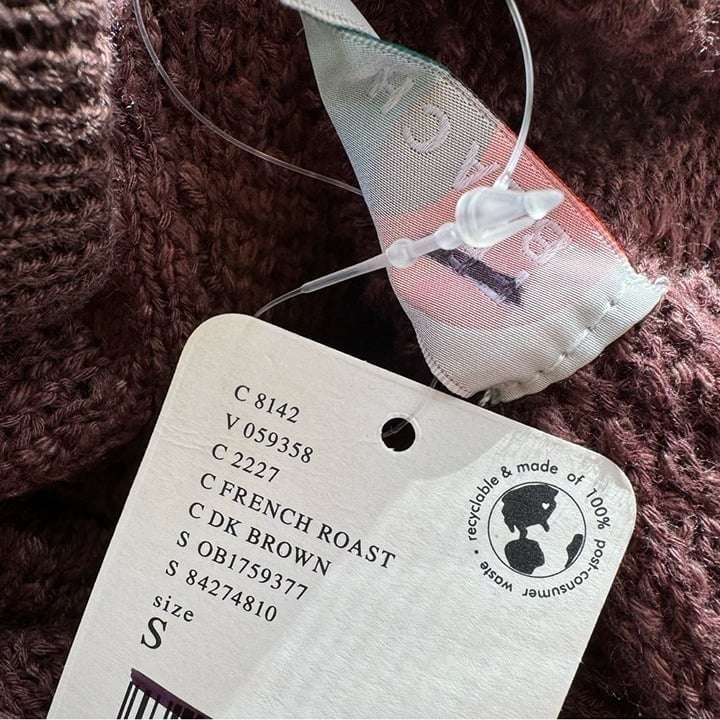 C 8142
V 059358
C 2227
C FRENCH ROAST
C DK BROWN
S OB1759377
S 84274810
size
S
recyclable & made of 100% post-consumer waste •